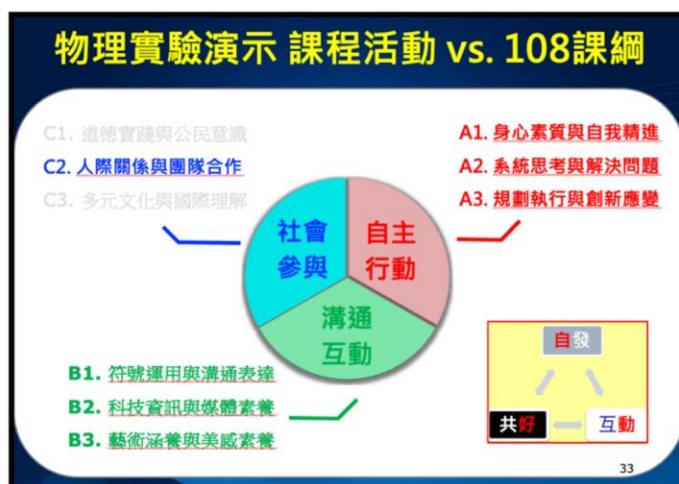 物理實驗演示 課程活動 vs. 108課綱
C1. 道德實踐與公民意識
C2. 人際關係與團隊合作
C3. 多元文化與國際理解
A1. 身心素質與自我精進
A2. 系統思考與解決問題
A3. 規劃執行與創新應變
社會
參與
自主
行動
溝通
互動
B1. 符號運用與溝通表達
B2. 科技資訊與媒體素養
B3. 藝術涵養與美感素養
自發
共好
互動
33